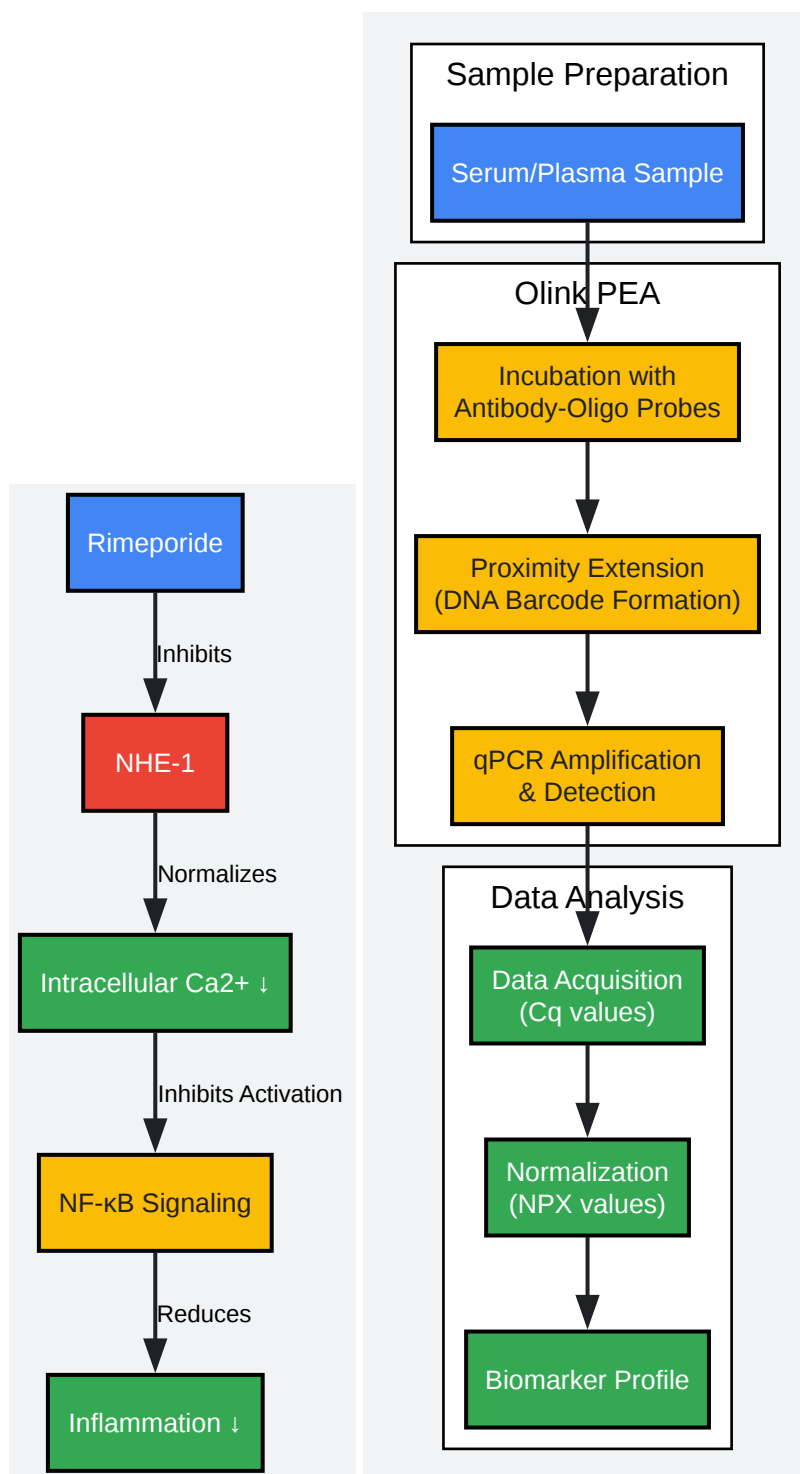 Rimeporide
Inhibits
NHE-1
Normalizes
Intracellular Ca2+ ↓
Inhibits Activation
NF-κB Signaling
Reduces
Inflammation ↓
Sample Preparation
Serum/Plasma Sample
Olink PEA
Incubation with
Antibody-Oligo Probes
Proximity Extension
(DNA Barcode Formation)
qPCR Amplification
& Detection
Data Analysis
Data Acquisition
(Cq values)
Normalization
(NPX values)
Biomarker Profile